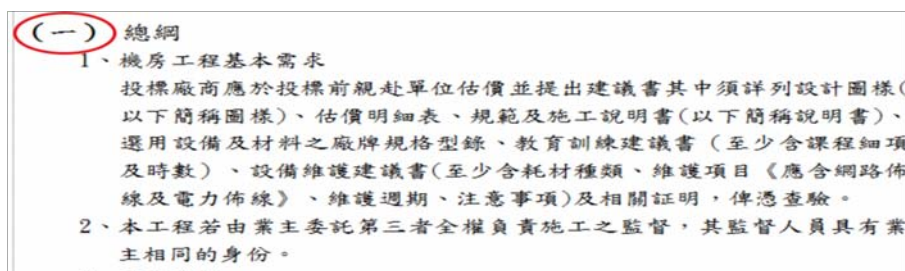 (一) 總綱
1、機房工程基本需求
投標廠商應於投標前親赴單位估價並提出建議書其中須詳列設計圖樣(
以下簡稱圖樣)、估價明細表、規範及施工說明書(以下簡稱說明書)、
選用設備及材料之廠牌規格型錄、教育訓練建議書 (至少含課程細項
及時數) 、設備維護建議書(至少含耗材種類、維護項目《應含網路佈
線及電力佈線》、維護週期、注意事項)及相關証明,俾憑查驗。
2、本工程若由業主委託第三者全權負責施工之監督,其監督人員具有業
主相同的身份。